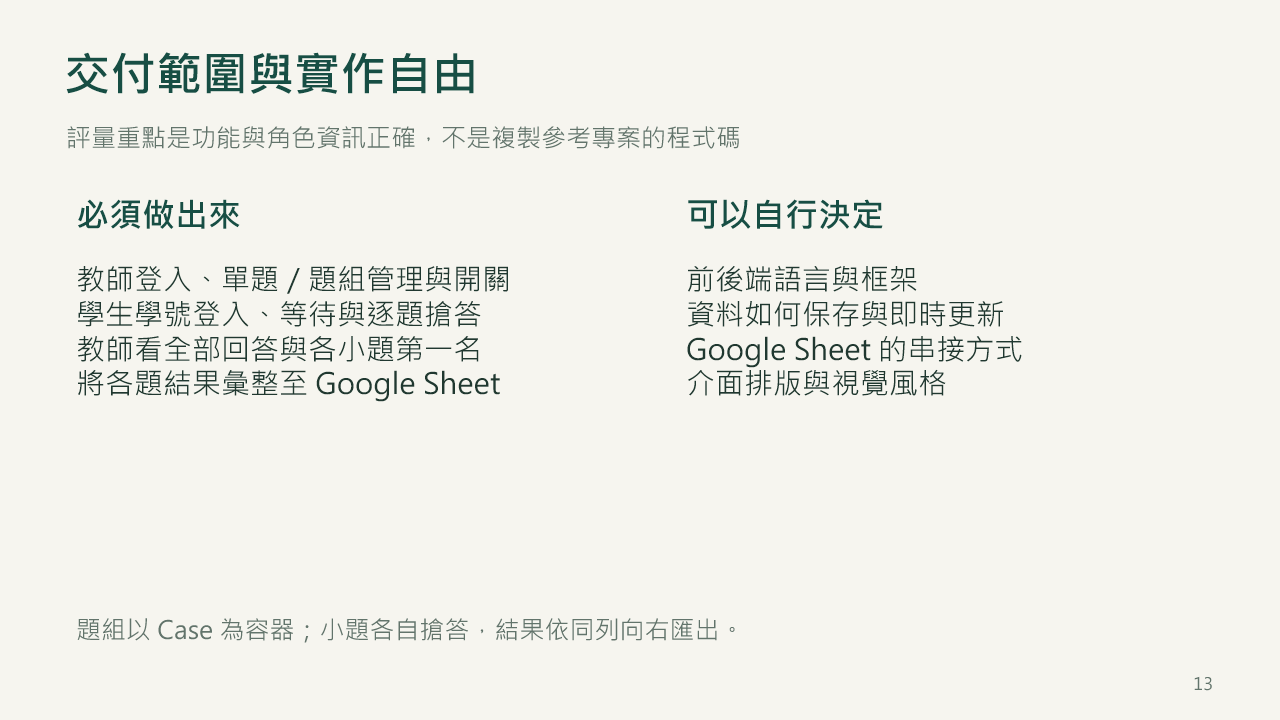 交付範圍與實作自由
評量重點是功能與角色資訊正確，不是複製參考專案的程式碼
必須做出來
教師登入、單題 / 題組管理與開關
學生學號登入、等待與逐題搶答
教師看全部回答與各小題第一名
將各題結果彙整至 Google Sheet
可以自行決定
前後端語言與框架
資料如何保存與即時更新
Google Sheet 的串接方式
介面排版與視覺風格
題組以 Case 為容器；小題各自搶答，結果依同列向右匯出。
13